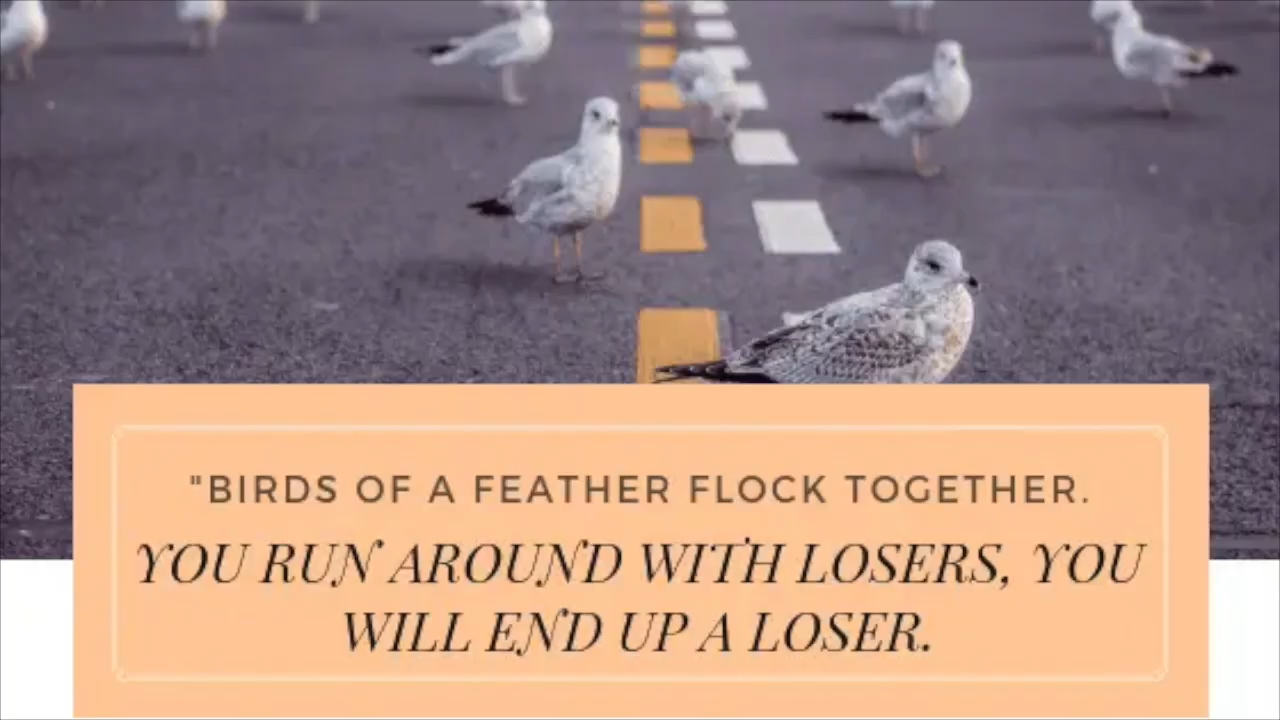 "BIRDS OF A FEATHER FLOCK TOGETHER.
YOU RUN AROUND WITH LOSERS, YOU
WILL END UP A LOSER.